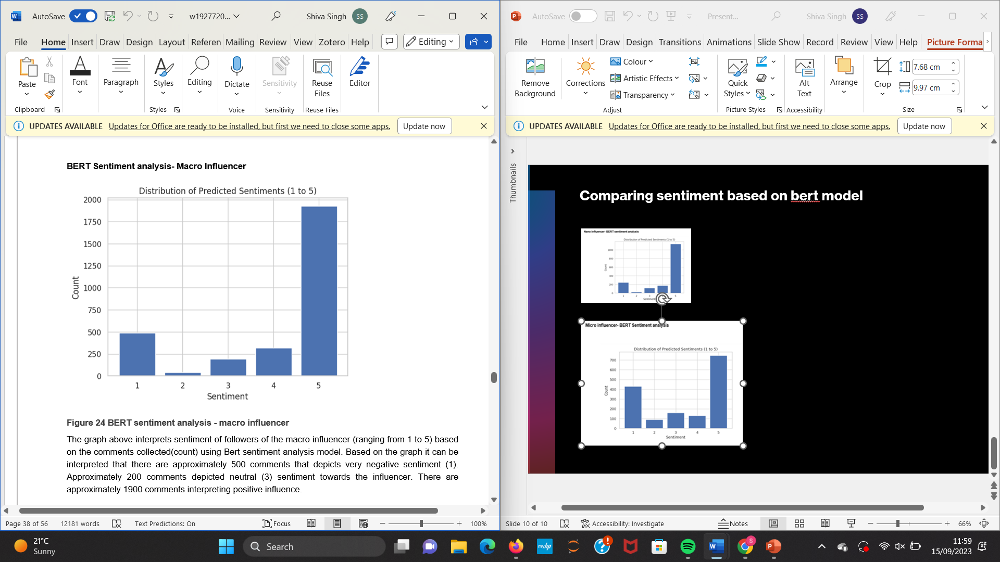 AutoSave
w1927720...
Shiva Singh
SS
File Home Insert Draw Design Layout Referen Mailing Review View Zotero Help
Editing
Paste
Font
Paragraph
Styles
Editing
Dictate
Sensitivity
Reuse
Files
Editor
Clipboard
Styles
Voice
Sensitivity
Reuse Files
UPDATES AVAILABLE Updates for Office are ready to be installed, but first we need to close some apps. Update now
BERT Sentiment analysis- Macro Influencer
Distribution of Predicted Sentiments (1 to 5)
2000
1750
1500
1250
1000
750
500
250
0
Count
1 2 3 4 5
Sentiment
Figure 24 BERT sentiment analysis - macro influencer
The graph above interprets sentiment of followers of the macro influencer (ranging from 1 to 5) based
on the comments collected(count) using Bert sentiment analysis model. Based on the graph it can be
interpreted that there are approximately 500 comments that depicts very negative sentiment (1).
Approximately 200 comments depicted neutral (3) sentiment towards the influencer. There are
approximately 1900 comments interpreting positive influence.
Page 38 of 56 12181 words Text Predictions: On Focus 100%
AutoSave
Present...
Shiva Singh
SS
File Home Insert Draw Design Transitions Animations Slide Show Record Review View Help Picture Forma
Remove
Background
Corrections
Colour
Artistic Effects
Transparency
Quick
Styles
Alt
Text
Arrange
Crop
7.68 cm
9.97 cm
Adjust
Picture Styles
Accessibility
Size
UPDATES AVAILABLE Updates for Office are ready to be installed, but first we need to close some apps. Update now
Thumbnails
Comparing sentiment based on bert model
Nano influencer- BERT sentiment analysis
Distribution of Predicted Sentiments (1 to 5)
1000
800
600
400
200
0
Count
1 2 3 5
Micro influencer- BERT Sentiment analysis
Distribution of Predicted Sentiments (1 to 5)
700
600
500
400
300
200
100
0
Count
1 2 3 4 5
Sentiment
Slide 10 of 10 Accessibility: Investigate Notes 66%
21°C
Sunny
Search
myhp
S
11:59
15/09/2023